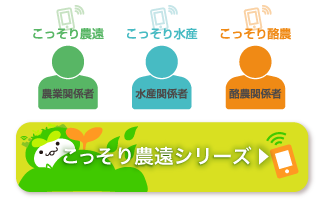 こっそり農遠 こっそり水産 こっそり酪農
農業関係者 水産関係者 酪農関係者
こっそり農遠シリーズ